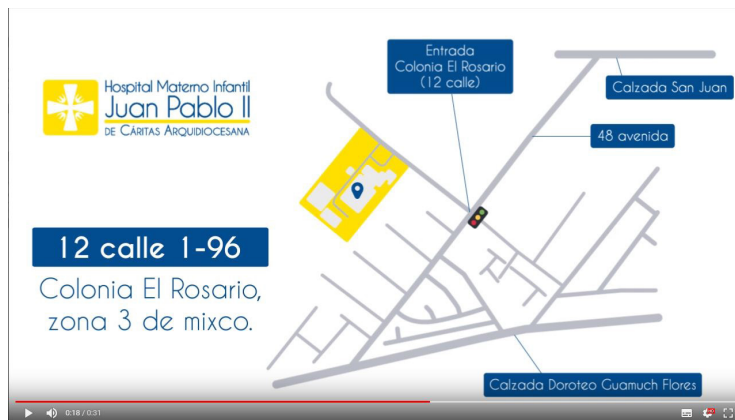 Hospital Materno Infantil
Juan Pablo II
DE CÁRITAS ARQUIDIOCESANA
12 calle 1-96
Colonia El Rosario,
zona 3 de mixco.
Entrada
Colonia El Rosario
(12 calle)
Calzada San Juan
48 avenida
Calzada Doroteo Guamuch Flores
0:18 / 0:31